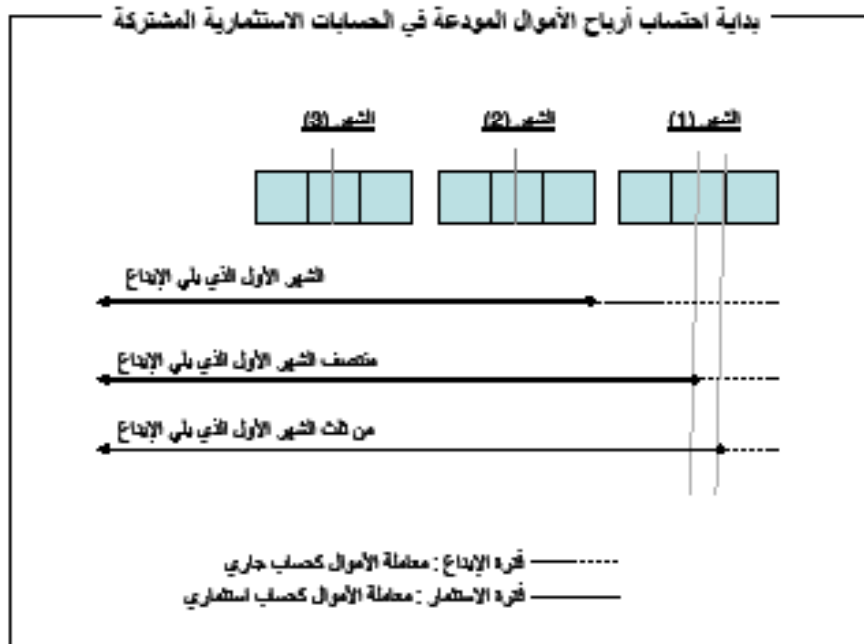 بداية احتساب أرباح الأموال المودعة في الحسابات الاستثمارية المشتركة
الشهر (1)
الشهر (2)
الشهر (3)
الشهر الأول الذي يلي الإيداع
منتصف الشهر الأول الذي يلي الإيداع
من ثلث الشهر الأول الذي يلي الإيداع
فترة الإيداع : معاملة الأموال كحساب جاري
فترة الاستثمار : معاملة الأموال كحساب استثماري